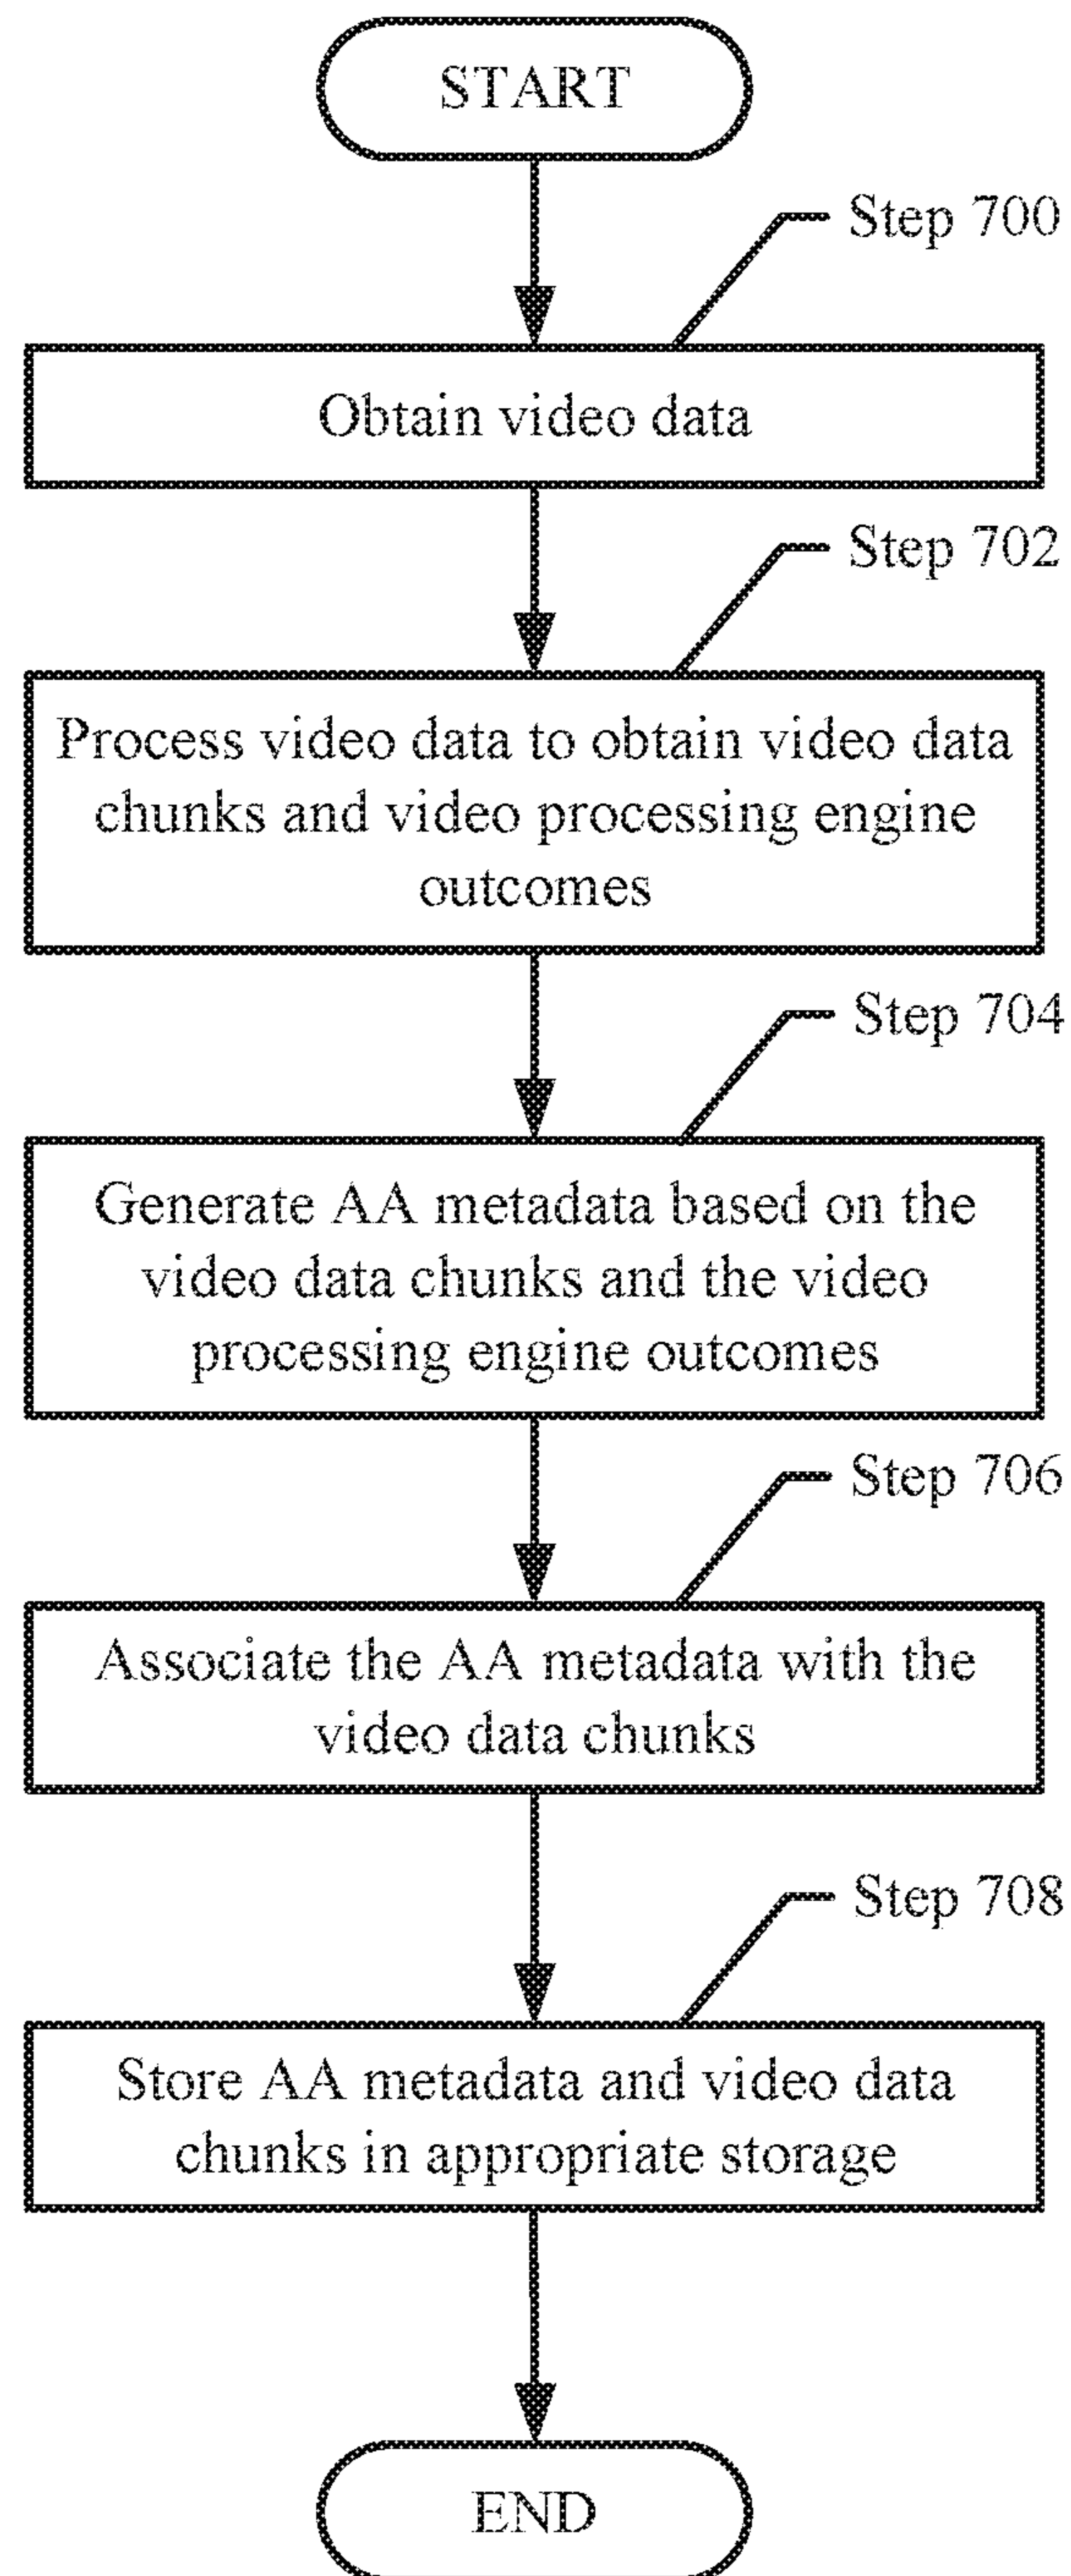 START
Step 700
Obtain video data
Step 702
Process video data to obtain video data
chunks and video processing engine
outcomes
Step 704
Generate AA metadata based on the
video data chunks and the video
processing engine outcomes
Step 706
Associate the AA metadata with the
video data chunks
Step 708
Store AA metadata and video data
chunks in appropriate storage
END